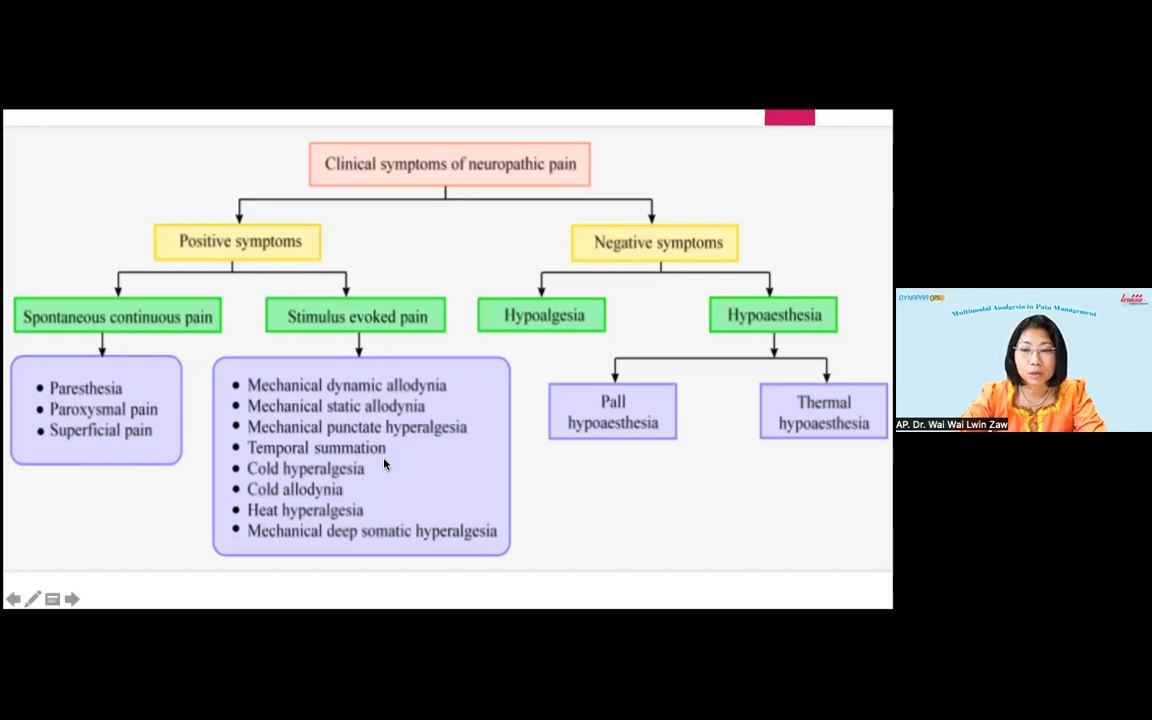 Clinical symptoms of neuropathic pain
Positive symptoms
Negative symptoms
Spontaneous continuous pain
Stimulus evoked pain
Hypoalgesia
Hypoaesthesia
• Paresthesia
• Paroxysmal pain
• Superficial pain
• Mechanical dynamic allodynia
• Mechanical static allodynia
• Mechanical punctate hyperalgesia
• Temporal summation
• Cold hyperalgesia
• Cold allodynia
• Heat hyperalgesia
• Mechanical deep somatic hyperalgesia
Pall
hypoaesthesia
Thermal
hypoaesthesia
DYNAPAR
Multimodal Analgesia in Pain Management
AP. Dr. Wai Wai Lwin Zaw